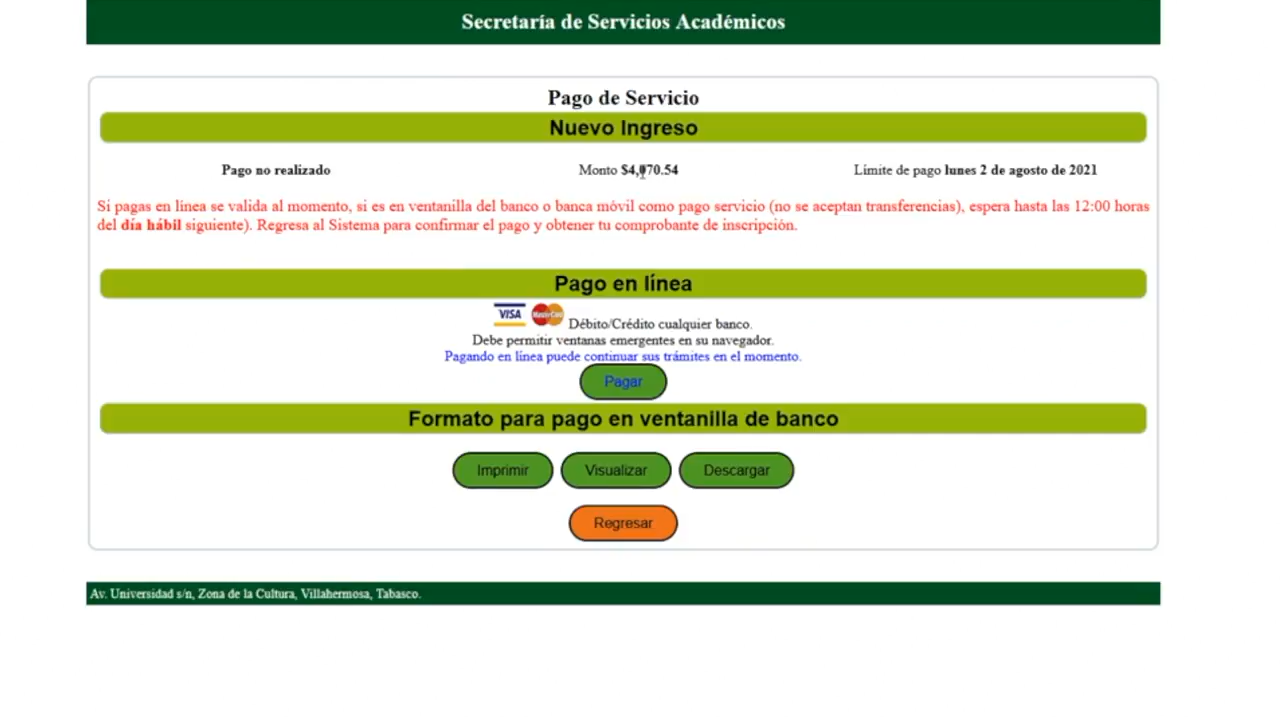 Secretaría de Servicios Académicos
Pago de Servicio
Nuevo Ingreso
Pago no realizado Monto $4,070.54 Límite de pago lunes 2 de agosto de 2021
Si pagas en línea se valida al momento, si es en ventanilla del banco o banca móvil como pago servicio (no se aceptan transferencias), espera hasta las 12:00 horas
del día hábil siguiente). Regresa al Sistema para confirmar el pago y obtener tu comprobante de inscripción.
Pago en línea
VISA MasterCard Débito/Crédito cualquier banco.
Debe permitir ventanas emergentes en su navegador.
Pagando en línea puede continuar sus trámites en el momento.
Pagar
Formato para pago en ventanilla de banco
Imprimir Visualizar Descargar
Regresar
Av. Universidad s/n, Zona de la Cultura, Villahermosa, Tabasco.